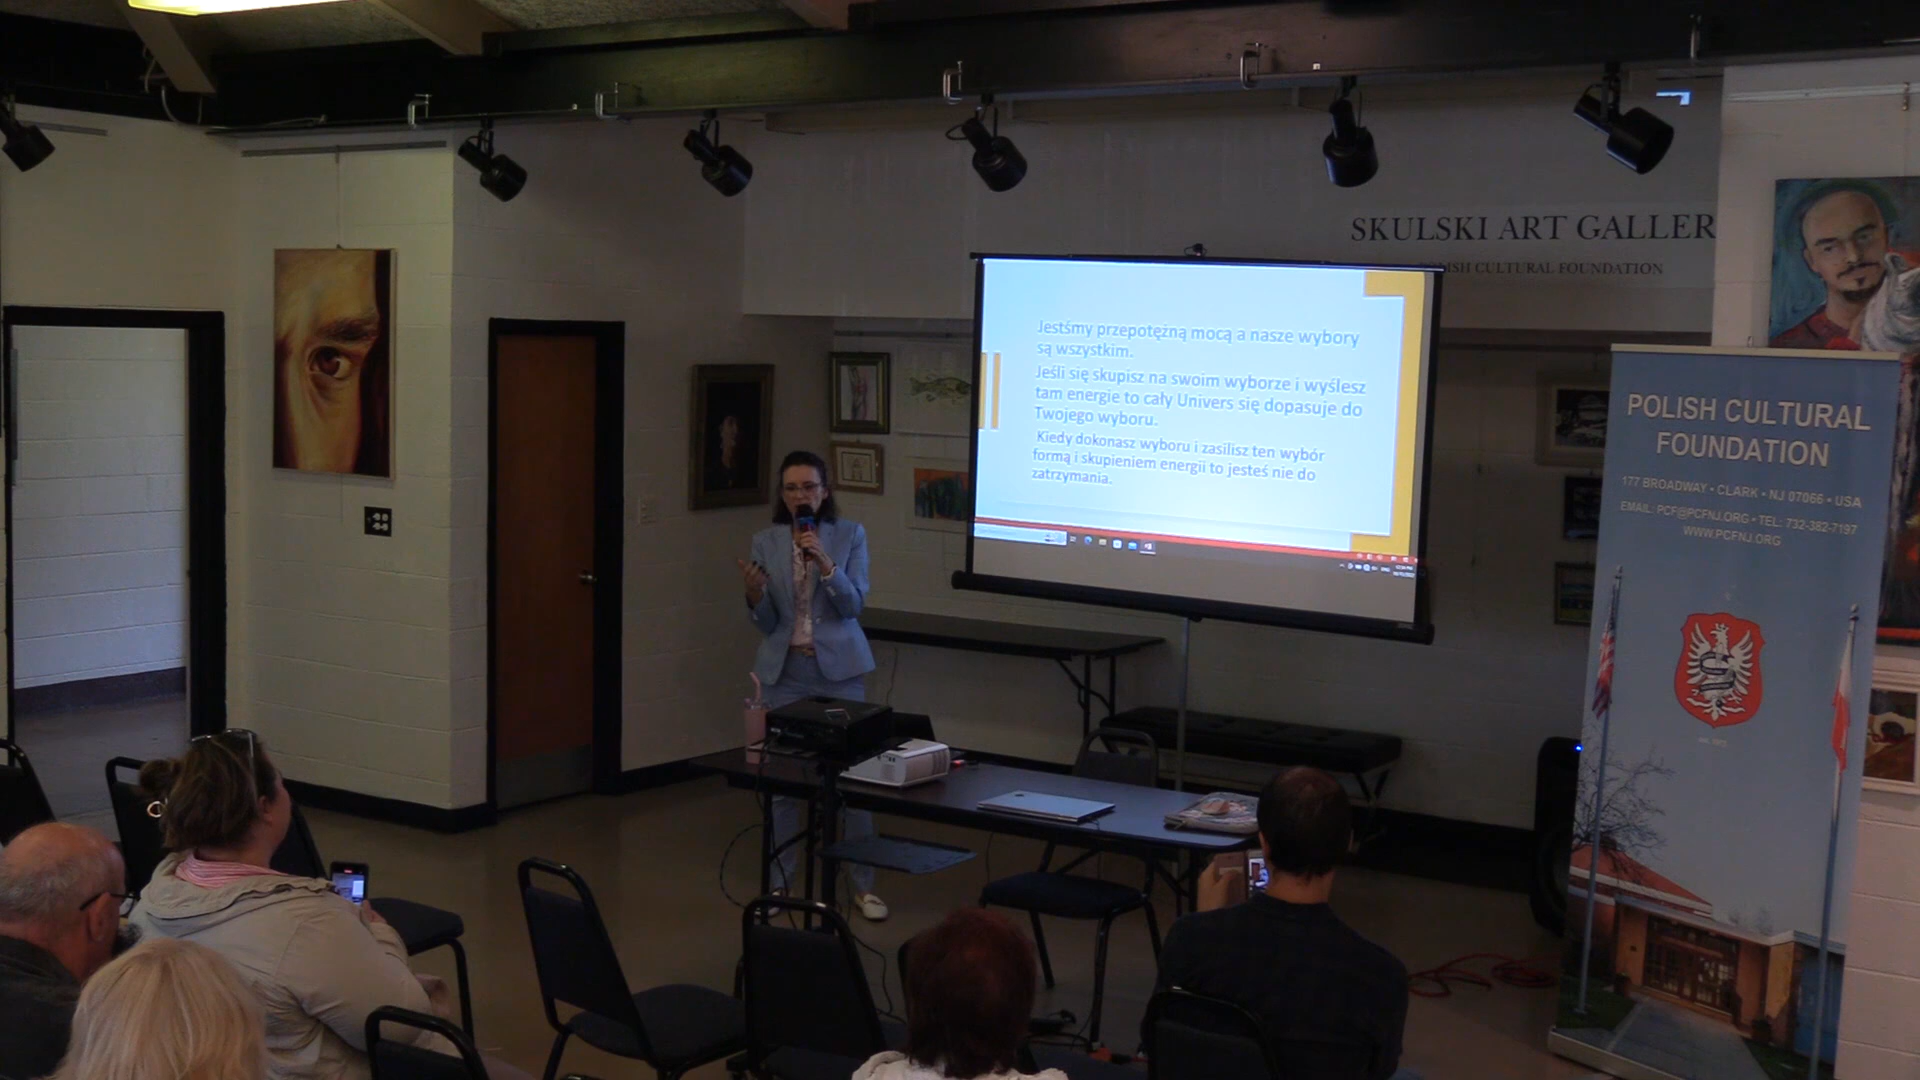 SKULSKI ART GALLER
POLISH CULTURAL FOUNDATION
Jestśmy przepotężną mocą a nasze wybory
są wszystkim.
Jeśli się skupisz na swoim wyborze i wyślesz
tam energie to cały Univers się dopasuje do
Twojego wyboru.
Kiedy dokonasz wyboru i zasilisz ten wybór
formą i skupieniem energii to jesteś nie do
zatrzymania.
POLISH CULTURAL
FOUNDATION
177 BROADWAY • CLARK • NJ 07066 • USA
EMAIL: PCF@PCFNJ.ORG • TEL: 732-382-7197
WWW.PCFNJ.ORG